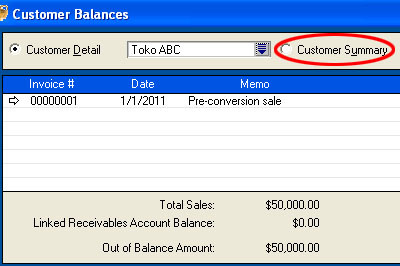 Customer Balances
Customer Detail Toko ABC Customer Summary
Invoice # Date Memo
00000001 1/1/2011 Pre-conversion sale
Total Sales: $50,000.00
Linked Receivables Account Balance: $0.00
Out of Balance Amount: $50,000.00